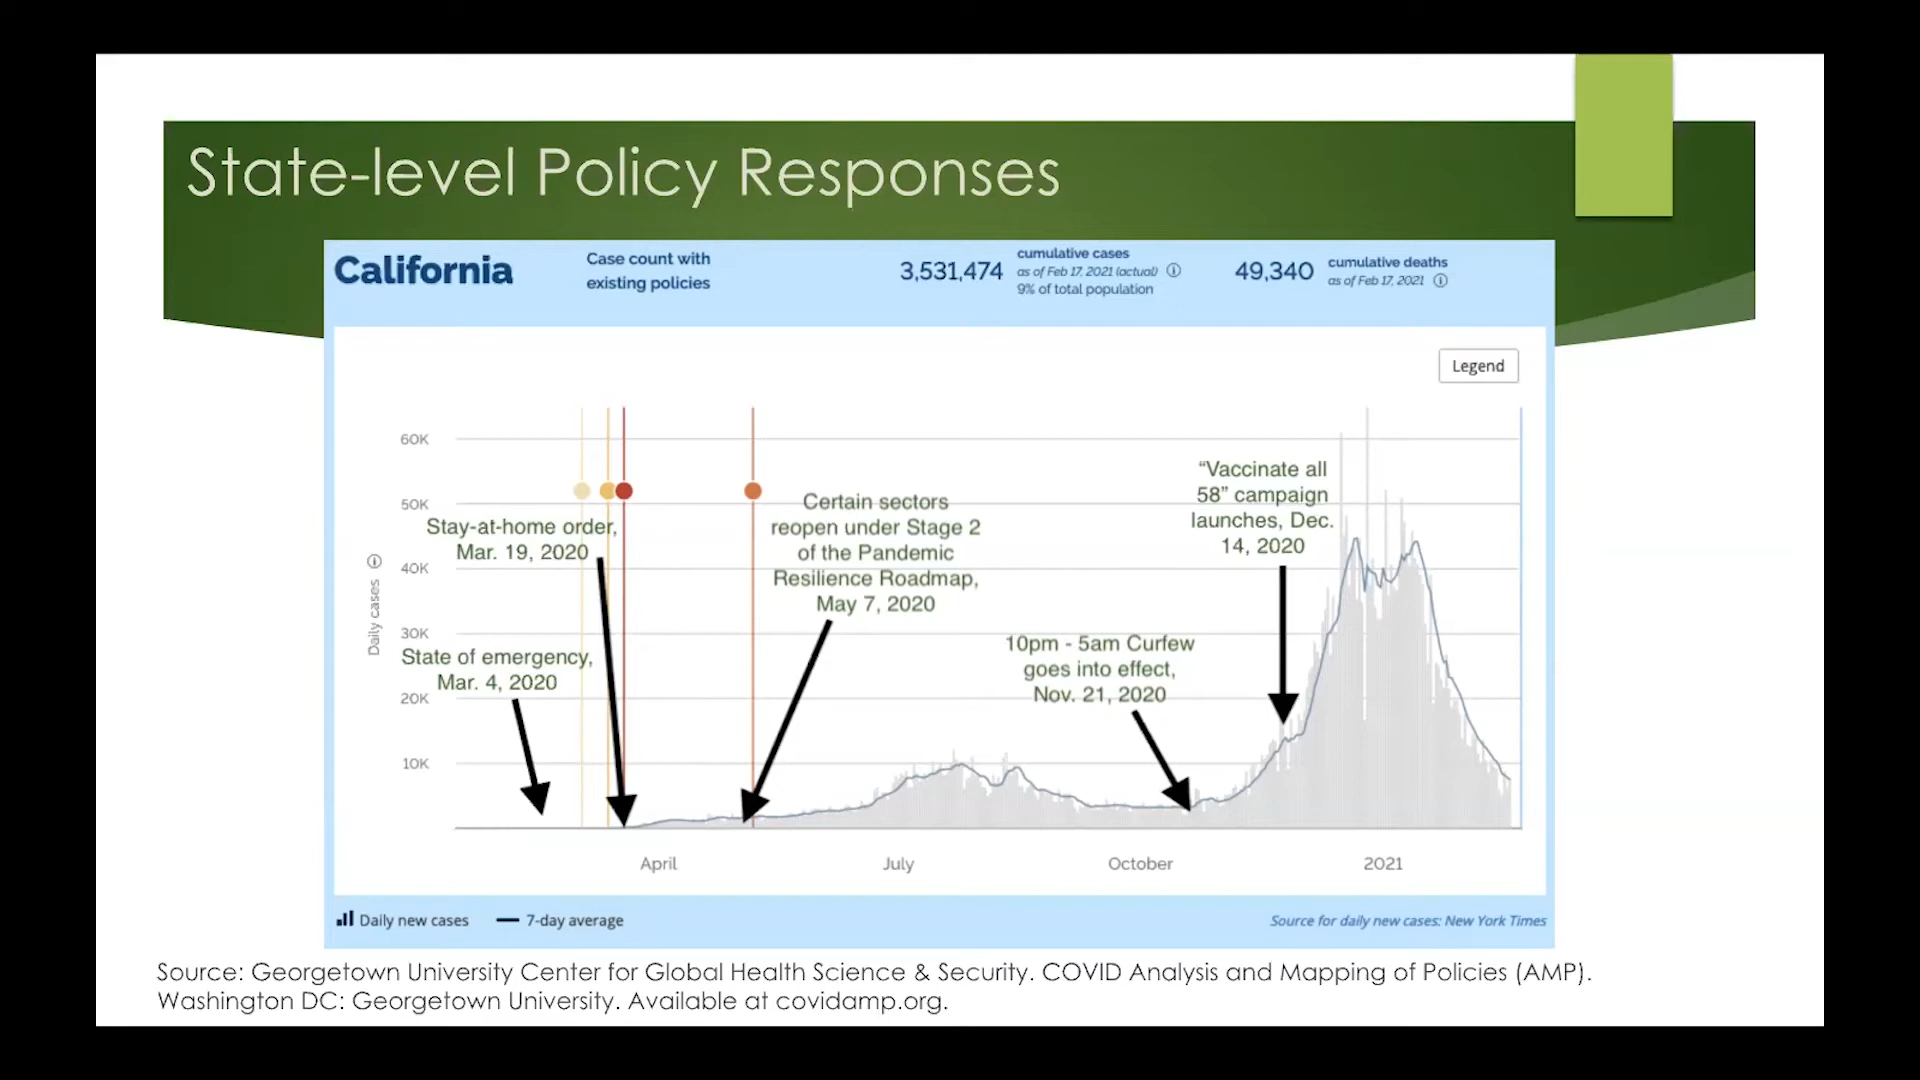 State-level Policy Responses
California
Case count with
existing policies
3,531,474
cumulative cases
as of Feb 17, 2021 (actual)
9% of total population
49,340
cumulative deaths
as of Feb 17, 2021
Legend
60K
50K
40K
30K
20K
10K
Daily cases
Stay-at-home order,
Mar. 19, 2020
State of emergency,
Mar. 4, 2020
Certain sectors
reopen under Stage 2
of the Pandemic
Resilience Roadmap,
May 7, 2020
10pm - 5am Curfew
goes into effect,
Nov. 21, 2020
“Vaccinate all
58” campaign
launches, Dec.
14, 2020
April
July
October
2021
Daily new cases
7-day average
Source for daily new cases: New York Times
Source: Georgetown University Center for Global Health Science & Security. COVID Analysis and Mapping of Policies (AMP).
Washington DC: Georgetown University. Available at covidamp.org.